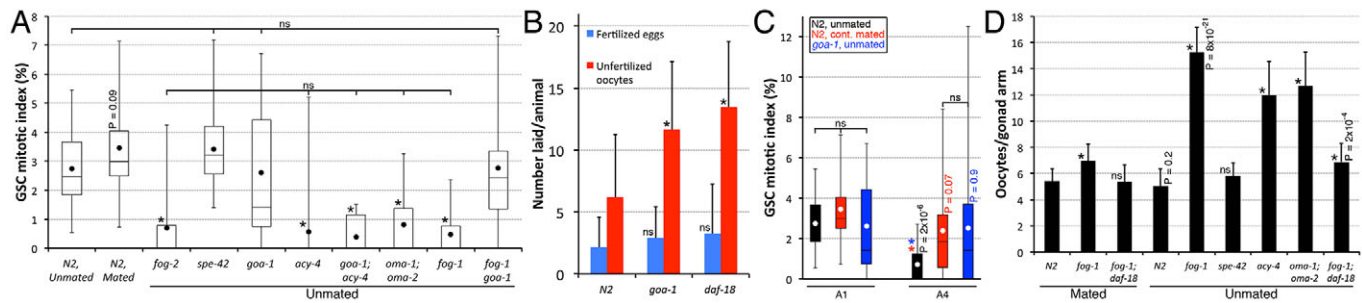 A
GSC mitotic index (%)
8
7
6
5
4
3
2
1
0
ns
ns
P = 0.09
*
*
*
*
*
*
N2, Unmated
N2, Mated
fog-2
spe-42
goa-1
acy-4
goa-1; acy-4
oma-1; oma-2
fog-1
fog-1 goa-1
Unmated
B
Number laid/animal
20
15
10
5
0
Fertilized eggs
Unfertilized oocytes
ns
*
ns
*
N2
goa-1
daf-18
C
GSC mitotic index (%)
12
10
8
6
4
2
0
N2, unmated
N2, cont. mated
goa-1, unmated
ns
ns
*
*
P = 2x10-6
P = 0.07
P = 0.9
A1
A4
D
Oocytes/gonad arm
18
16
14
12
10
8
6
4
2
0
*
ns
P = 0.2
*
P = 8x10-21
ns
*
*
*
P = 2x10-4
N2
fog-1
fog-1; daf-18
N2
fog-1
spe-42
acy-4
oma-1; oma-2
fog-1; daf-18
Mated
Unmated